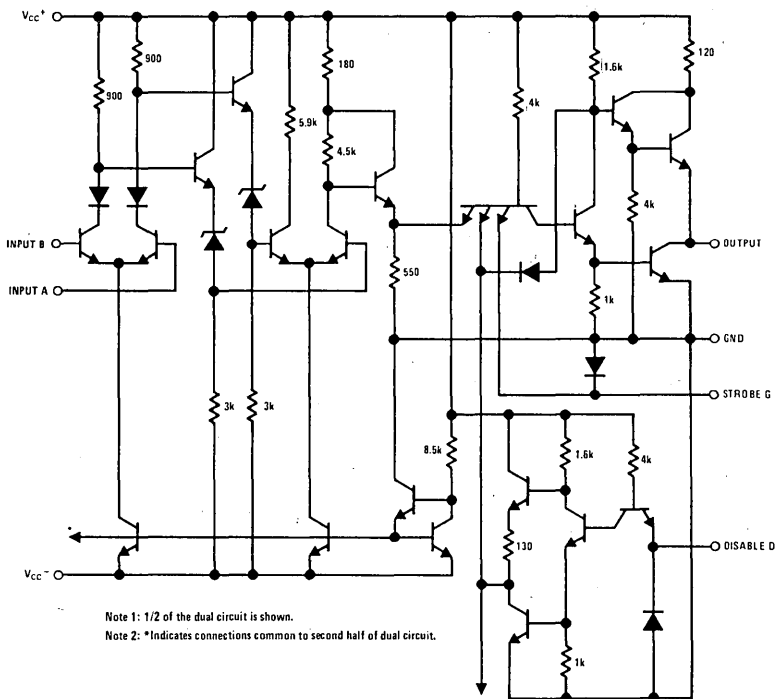 VCC+
900
900
180
1.6k
120
4k
5.9k
4.5k
4k
INPUT B
OUTPUT
550
1k
INPUT A
GND
STROBE G
3k
3k
8.5k
1.6k
4k
*
130
DISABLE D
VCC-
Note 1: 1/2 of the dual circuit is shown.
Note 2: *Indicates connections common to second half of dual circuit.
1k